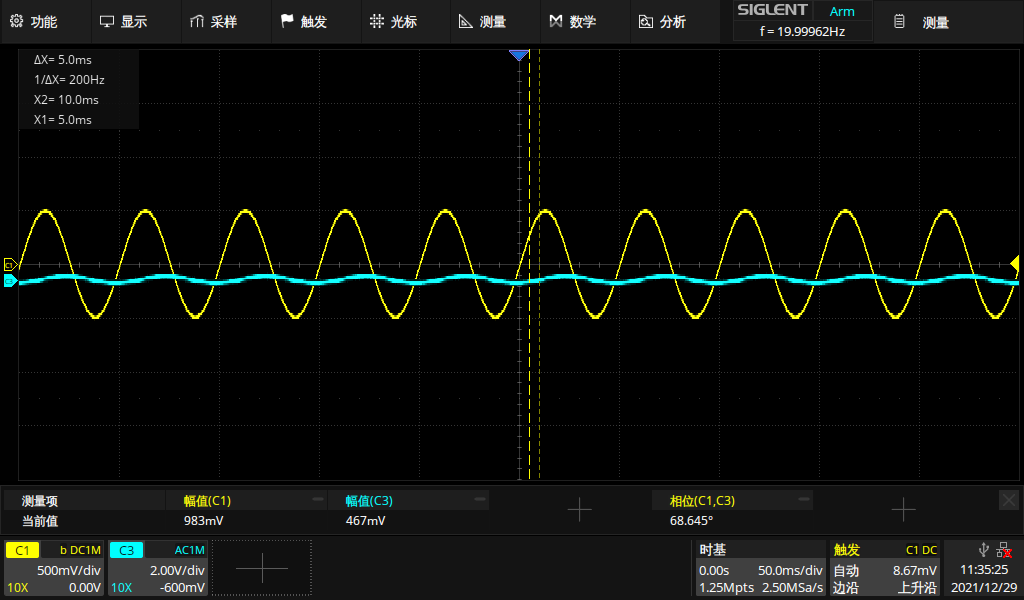 功能 显示 采样 触发 光标 测量 数学 分析 SIGLENT Arm 测量
f = 19.99962Hz
ΔX= 5.0ms
1/ΔX= 200Hz
X2= 10.0ms
X1= 5.0ms
C1
C3
测量项 幅值(C1) 幅值(C3) 相位(C1,C3)
当前值 983mV 467mV 68.645°
C1 b DC1M C3 AC1M 时基 触发 C1 DC
500mV/div 2.00V/div 0.00s 50.0ms/div 自动 8.67mV 11:35:25
10X 0.00V 10X -600mV 1.25Mpts 2.50MSa/s 边沿 上升沿 2021/12/29